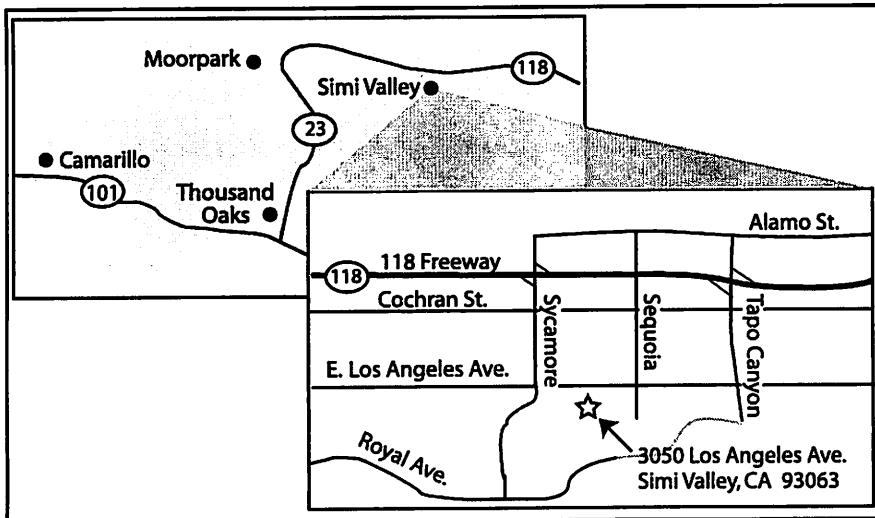 Moorpark
118
Simi Valley
23
Camarillo
101
Thousand
Oaks
Alamo St.
118 Freeway
118
Cochran St.
Sycamore
Sequoia
Tapo Canyon
E. Los Angeles Ave.
Royal Ave.
3050 Los Angeles Ave.
Simi Valley, CA 93063